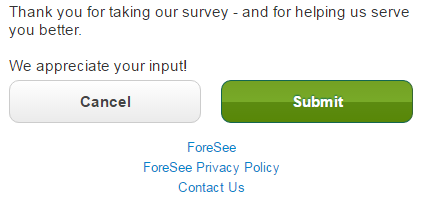 Thank you for taking our survey - and for helping us serve
you better.
We appreciate your input!
Cancel
Submit
ForeSee
ForeSee Privacy Policy
Contact Us